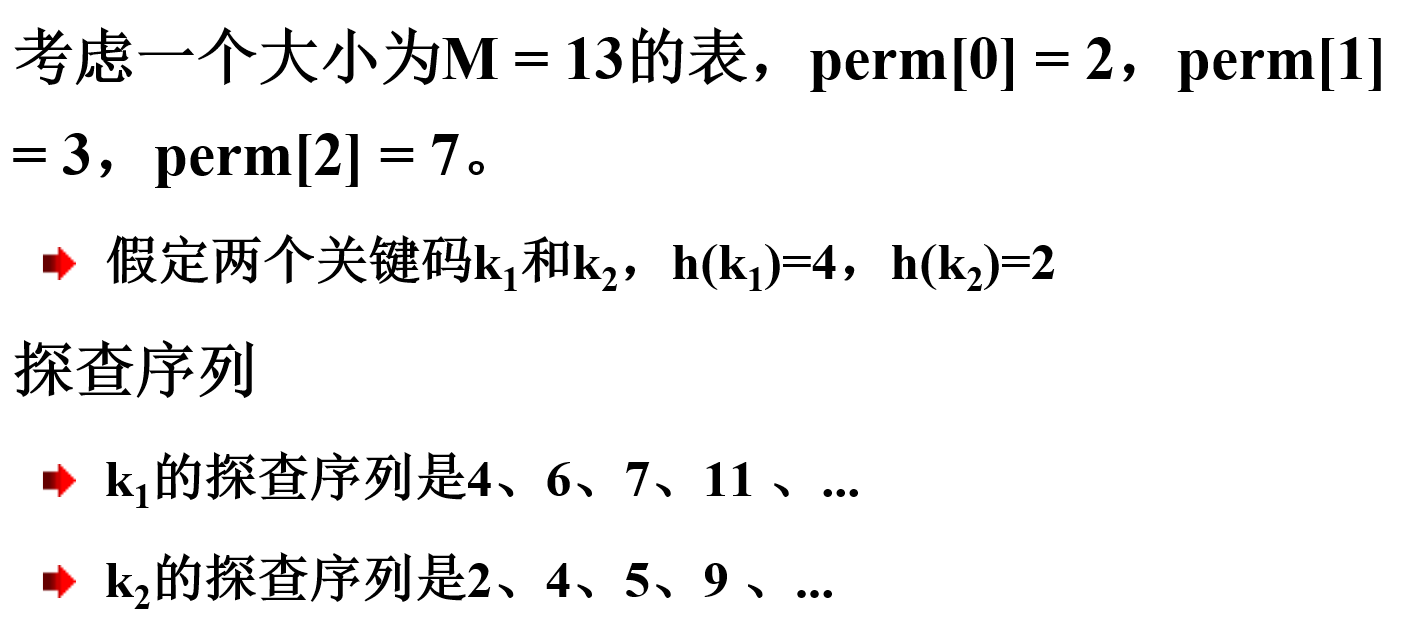 考虑一个大小为M = 13的表，perm[0] = 2，perm[1]
= 3，perm[2] = 7。
假定两个关键码k₁和k₂，h(k₁)=4，h(k₂)=2
探查序列
k₁的探查序列是4、6、7、11 、...
k₂的探查序列是2、4、5、9 、...